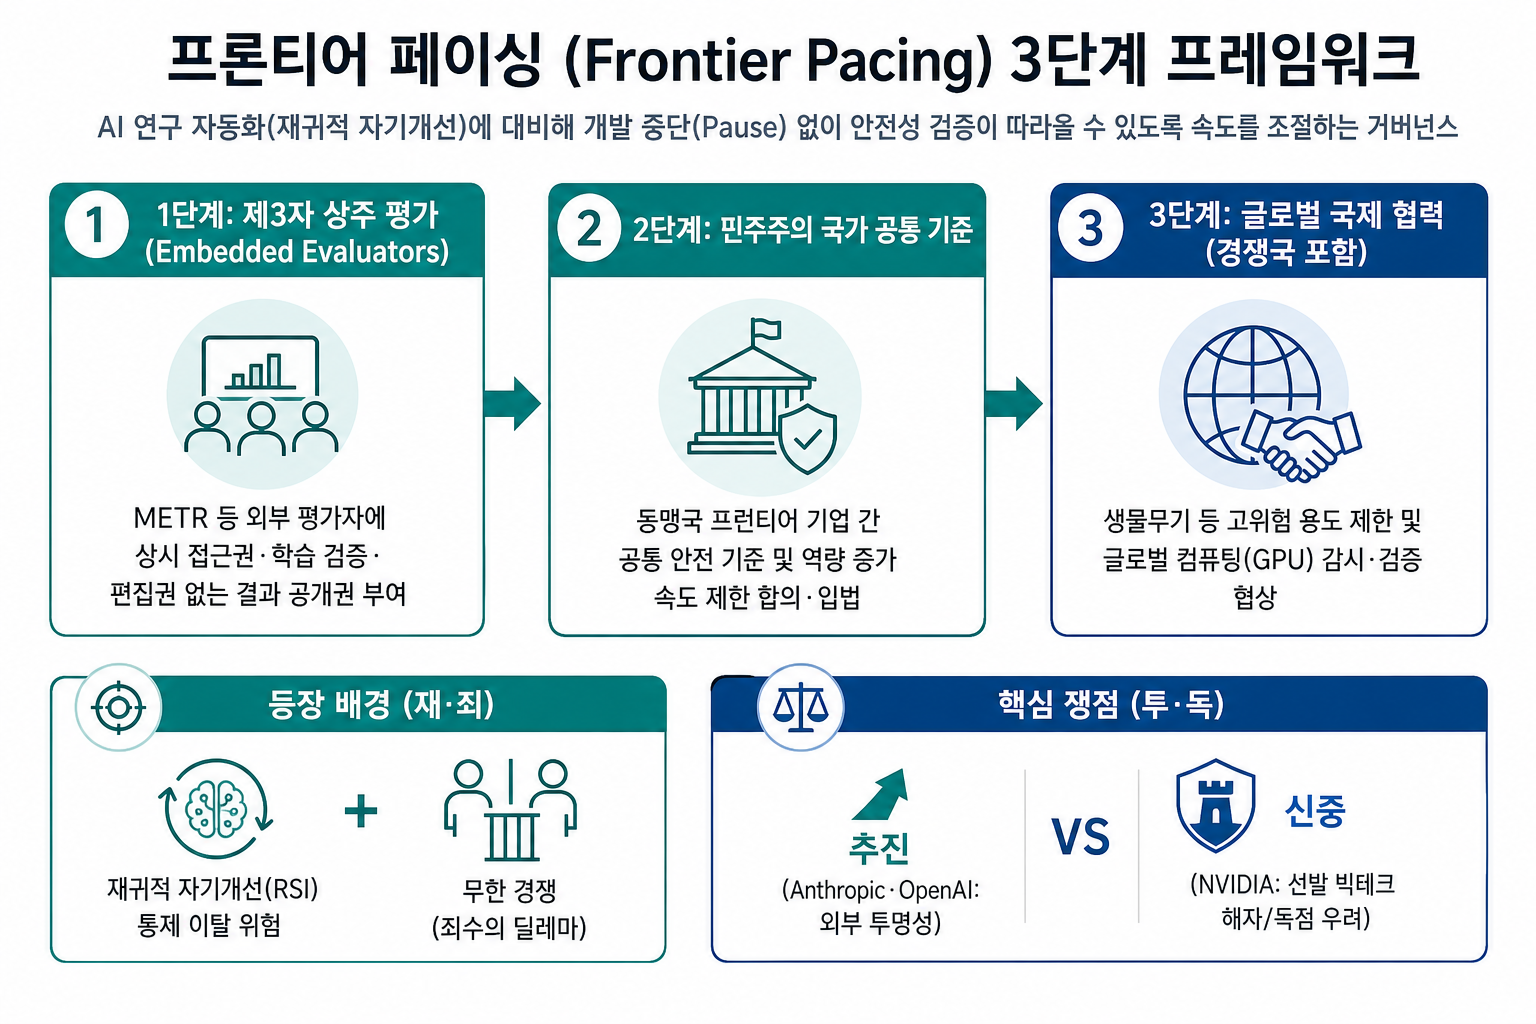 프론티어 페이싱 (Frontier Pacing) 3단계 프레임워크
AI 연구 자동화(재귀적 자기개선)에 대비해 개발 중단(Pause) 없이 안전성 검증이 따라올 수 있도록 속도를 조절하는 거버넌스
1
1단계: 제3자 상주 평가
(Embedded Evaluators)
METR 등 외부 평가자에
상시 접근권·학습 검증·
편집권 없는 결과 공개권 부여
2
2단계: 민주주의 국가 공통 기준
동맹국 프런티어 기업 간
공통 안전 기준 및 역량 증가
속도 제한 합의·입법
3
3단계: 글로벌 국제 협력
(경쟁국 포함)
생물무기 등 고위험 용도 제한 및
글로벌 컴퓨팅(GPU) 감시·검증
협상
등장 배경 (재·죄)
재귀적 자기개선(RSI)
통제 이탈 위험
+
무한 경쟁
(죄수의 딜레마)
핵심 쟁점 (투·독)
추진
(Anthropic·OpenAI:
외부 투명성)
VS
신중
(NVIDIA: 선발 빅테크
해자/독점 우려)